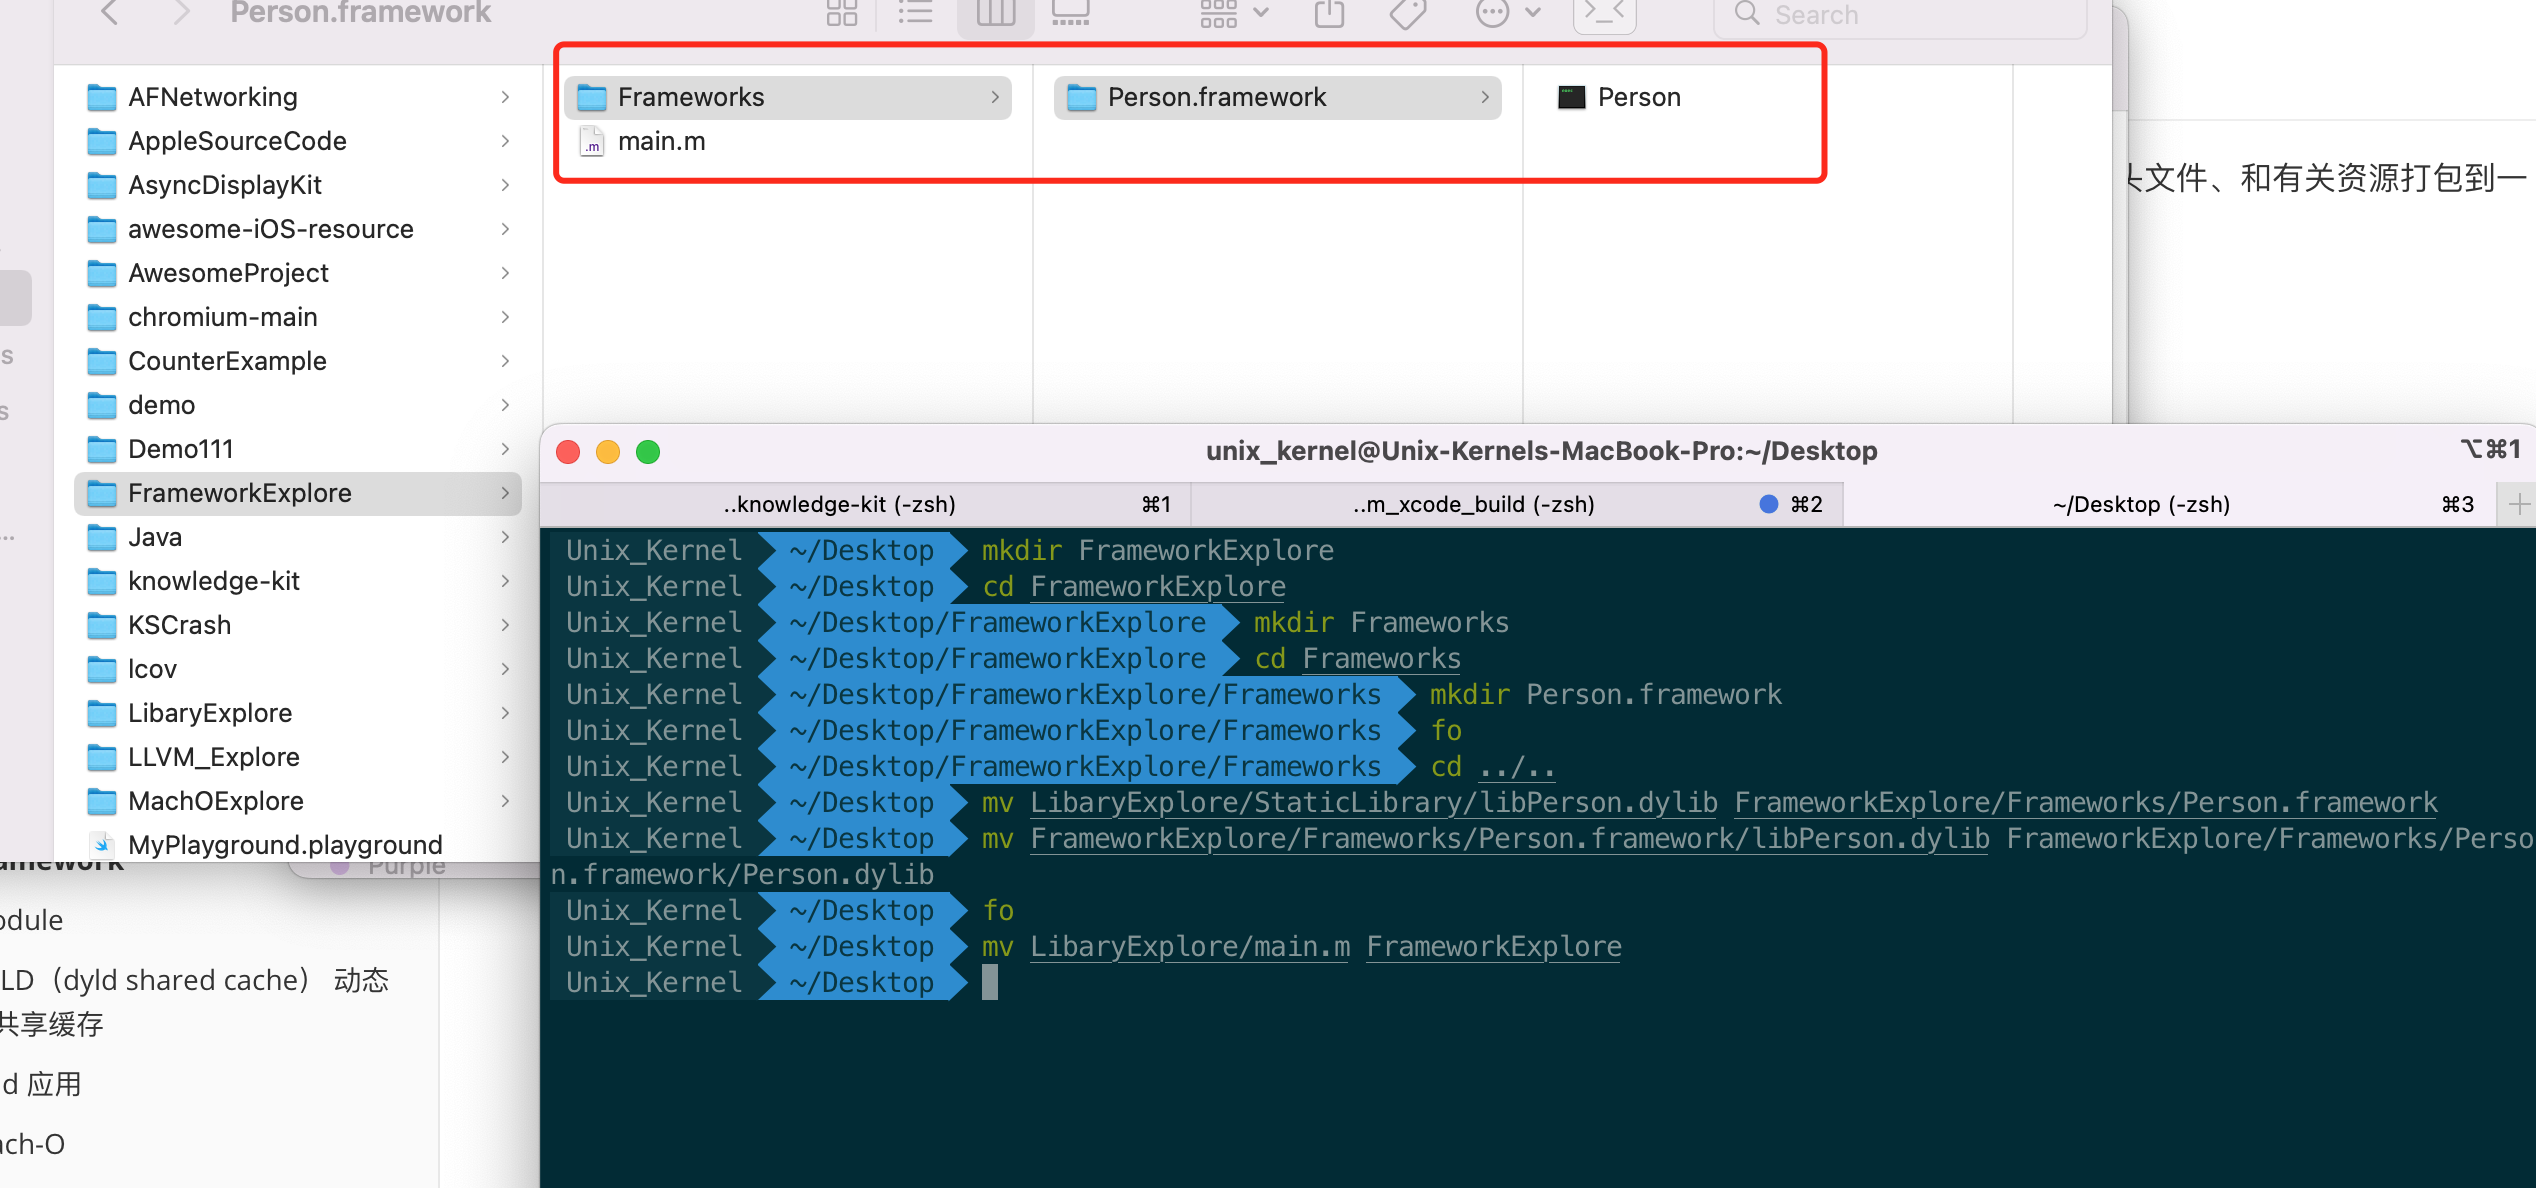 Person.framework
Search
AFNetworking
AppleSourceCode
AsyncDisplayKit
awesome-iOS-resource
AwesomeProject
chromium-main
CounterExample
demo
Demo111
FrameworkExplore
Java
knowledge-kit
KSCrash
lcov
LibaryExplore
LLVM_Explore
MachOExplore
MyPlayground.playground
Frameworks
main.m
Person.framework
Person
文件、和有关资源打包到一
Purple
LD（dyld shared cache） 动态
共享缓存
d 应用
ach-O
unix_kernel@Unix-Kernels-MacBook-Pro:~/Desktop ⌥⌘1
..knowledge-kit (-zsh) ⌘1 ..m_xcode_build (-zsh) ⌘2 ~/Desktop (-zsh) ⌘3
Unix_Kernel ~/Desktop mkdir FrameworkExplore
Unix_Kernel ~/Desktop cd FrameworkExplore
Unix_Kernel ~/Desktop/FrameworkExplore mkdir Frameworks
Unix_Kernel ~/Desktop/FrameworkExplore cd Frameworks
Unix_Kernel ~/Desktop/FrameworkExplore/Frameworks mkdir Person.framework
Unix_Kernel ~/Desktop/FrameworkExplore/Frameworks fo
Unix_Kernel ~/Desktop/FrameworkExplore/Frameworks cd ../..
Unix_Kernel ~/Desktop mv LibaryExplore/StaticLibrary/libPerson.dylib FrameworkExplore/Frameworks/Person.framework
Unix_Kernel ~/Desktop mv FrameworkExplore/Frameworks/Person.framework/libPerson.dylib FrameworkExplore/Frameworks/Perso
n.framework/Person.dylib
Unix_Kernel ~/Desktop fo
Unix_Kernel ~/Desktop mv LibaryExplore/main.m FrameworkExplore
Unix_Kernel ~/Desktop